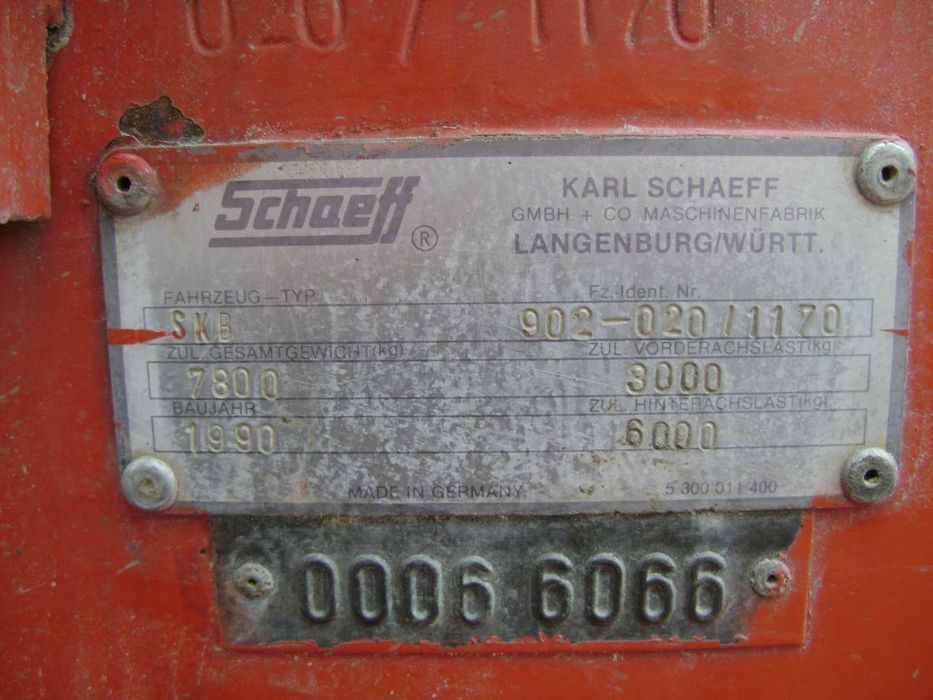 020 / 1170
Schaeff ®
KARL SCHAEFF
GMBH + CO. MASCHINENFABRIK
LANGENBURG/WÜRTT.
FAHRZEUG-TYP Fz.-Ident. Nr.
SKB 902-020/1170
ZUL. GESAMTGEWICHT(kg) ZUL. VORDERACHSLAST(kg)
7800 3000
BAUJAHR ZUL. HINTERACHSLAST(kg)
1990 6000
MADE IN GERMANY 5 300 011 400
0006 6066